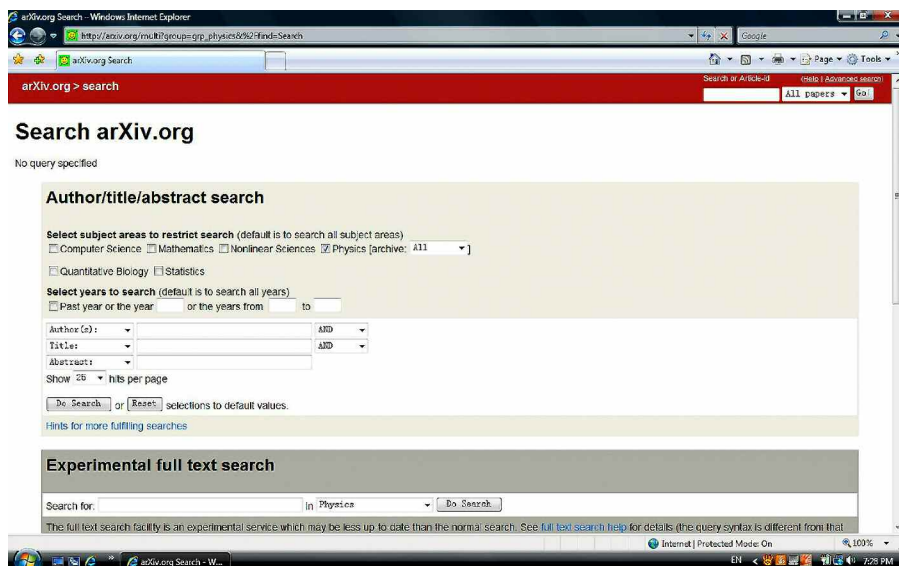 arXiv.org Search - Windows Internet Explorer
http://arxiv.org/multi?group=grp_physics&%2Ffind=Search
Google
arXiv.org Search
Page
Tools
Search or Article-id
(Help | Advanced search)
arXiv.org > search
All papers
Go!
Search arXiv.org
No query specified
Author/title/abstract search
Select subject areas to restrict search (default is to search all subject areas)
Computer Science Mathematics Nonlinear Sciences Physics [archive: All ]
Quantitative Biology Statistics
Select years to search (default is to search all years)
Past year or the year or the years from to
Author(s): AND
Title: AND
Abstract:
Show 25 hits per page
Do Search or Reset selections to default values.
Hints for more fulfilling searches
Experimental full text search
Search for: in Physics Do Search
The full text search facility is an experimental service which may be less up to date than the normal search. See full text search help for details (the query syntax is different from that
Internet | Protected Mode: On
100%
arXiv.org Search - W...
EN
7:28 PM